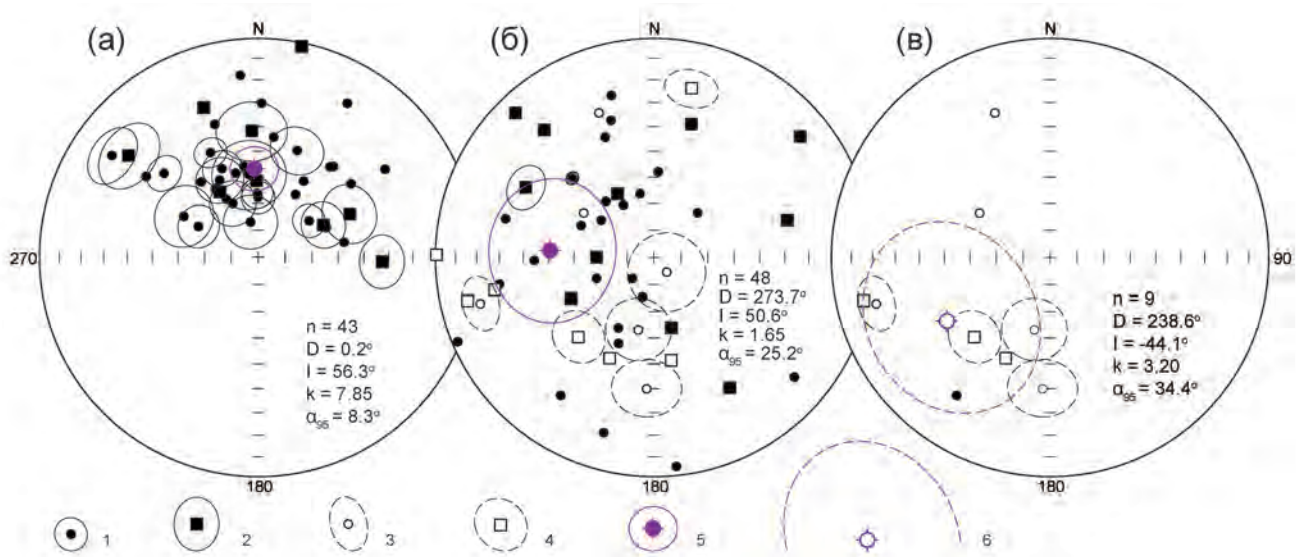 (а)
N
(б)
N
(в)
N
270
90
n = 43
D = 0.2°
I = 56.3°
k = 7.85
α95 = 8.3°
n = 48
D = 273.7°
I = 50.6°
k = 1.65
α95 = 25.2°
n = 9
D = 238.6°
I = -44.1°
k = 3.20
α95 = 34.4°
180
180
180
1
2
3
4
5
6